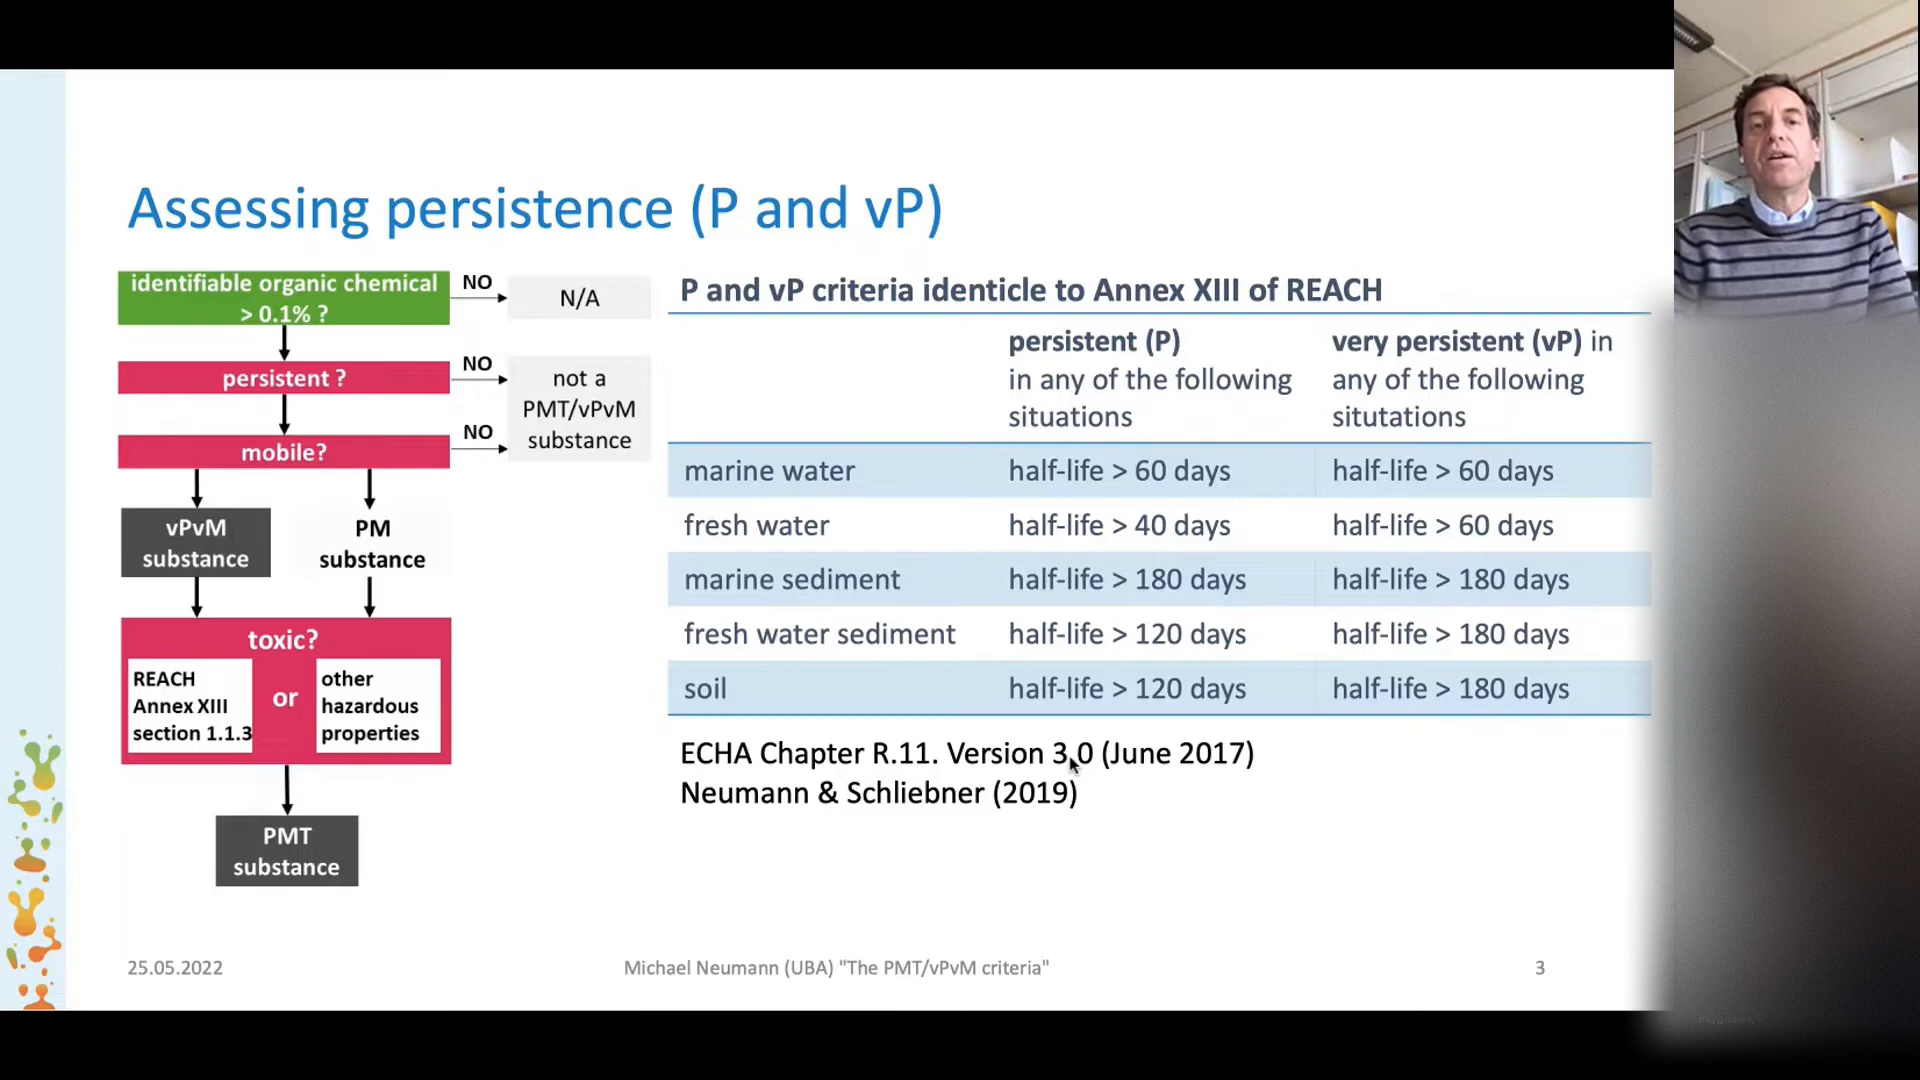 Assessing persistence (P and vP)
identifiable organic chemical
> 0.1% ?
NO
N/A
persistent ?
NO
not a
PMT/vPvM
substance
mobile?
NO
vPvM
substance
PM
substance
toxic?
REACH
Annex XIII
section 1.1.3
or
other
hazardous
properties
PMT
substance
P and vP criteria identicle to Annex XIII of REACH
persistent (P)
in any of the following
situations
very persistent (vP) in
any of the following
situtations
marine water half-life > 60 days half-life > 60 days
fresh water half-life > 40 days half-life > 60 days
marine sediment half-life > 180 days half-life > 180 days
fresh water sediment half-life > 120 days half-life > 180 days
soil half-life > 120 days half-life > 180 days
ECHA Chapter R.11. Version 3.0 (June 2017)
Neumann & Schliebner (2019)
25.05.2022
Michael Neumann (UBA) "The PMT/vPvM criteria"
3